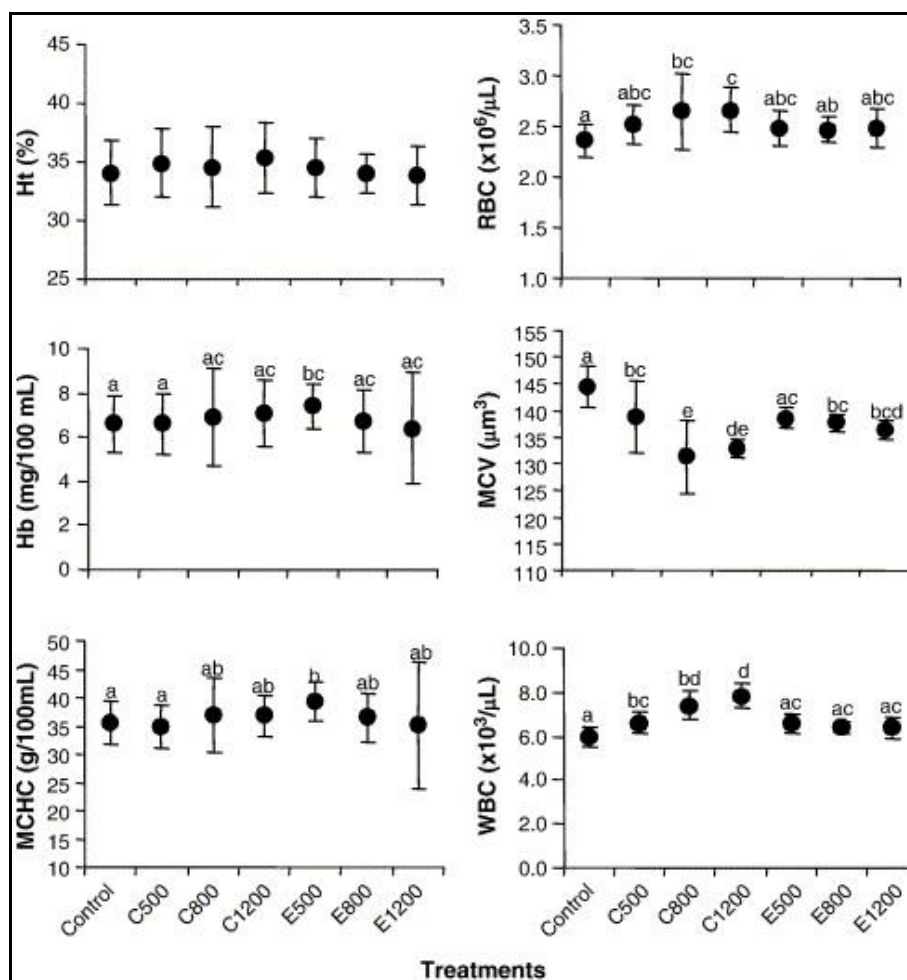 Ht (%)
45
40
35
30
25
RBC (x10⁶/µL)
3.5
3.0
2.5
2.0
1.5
1.0
a
abc
bc
c
abc
ab
abc
Hb (mg/100 mL)
10
8
6
4
2
0
a
a
ac
ac
bc
ac
ac
MCV (µm³)
155
150
145
140
135
130
125
120
115
110
a
bc
e
de
ac
bc
bcd
MCHC (g/100mL)
50
45
40
35
30
25
20
15
10
a
a
ab
ab
b
ab
ab
Control
C500
C800
C1200
E500
E800
E1200
WBC (x10³/µL)
10.0
8.0
6.0
4.0
2.0
0.0
a
bc
bd
d
ac
ac
ac
Control
C500
C800
C1200
E500
E800
E1200
Treatments